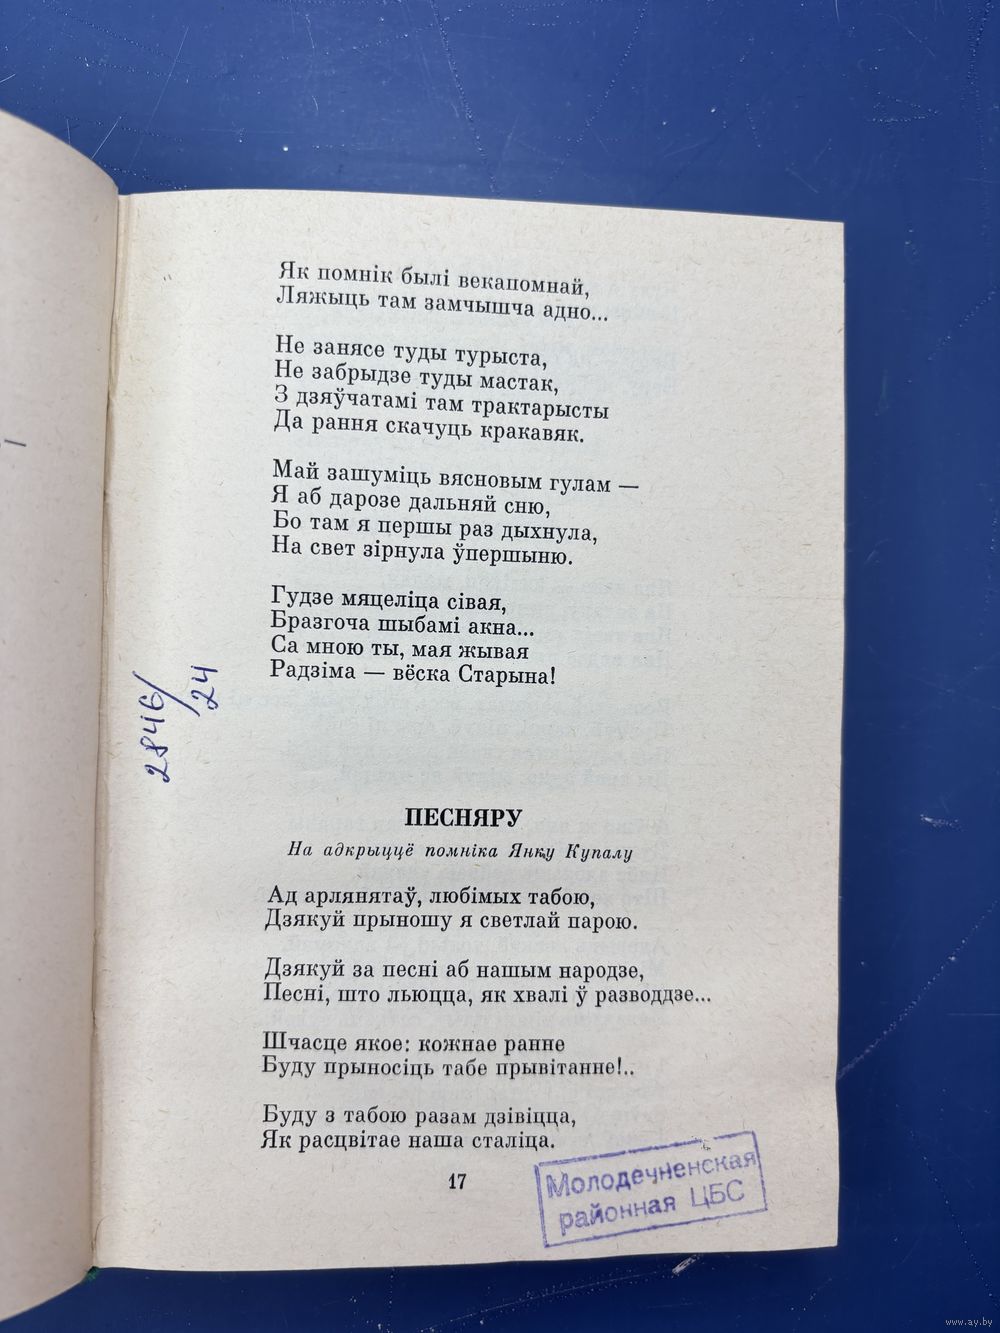 Як помнік былі векапомнай,
Ляжыць там замчышча адно...
Не занясе туды турыста,
Не забрыдзе туды мастак,
З дзяўчатамі там трактарысты
Да рання скачуць кракавяк.
Май зашуміць вясновым гулам —
Я аб дарозе дальняй сню,
Бо там я першы раз дыхнула,
На свет зірнула ўпершыню.
Гудзе мяцеліца сівая,
Бразгоча шыбамі акна...
Са мною ты, мая жывая
Радзіма — вёска Старына!
2846/24
ПЕСНЯРУ
На адкрыццё помніка Янку Купалу
Ад арлянятаў, любімых табою,
Дзякуй прыношу я светлай парою.
Дзякуй за песні аб нашым народзе,
Песні, што льюцца, як хвалі ў разводдзе...
Шчасце якое: кожнае ранне
Буду прыносіць табе прывітанне!..
Буду з табою разам дзівіцца,
Як расцвітае наша сталіца.
17
Молодечненская
районная ЦБС
www.ay.by